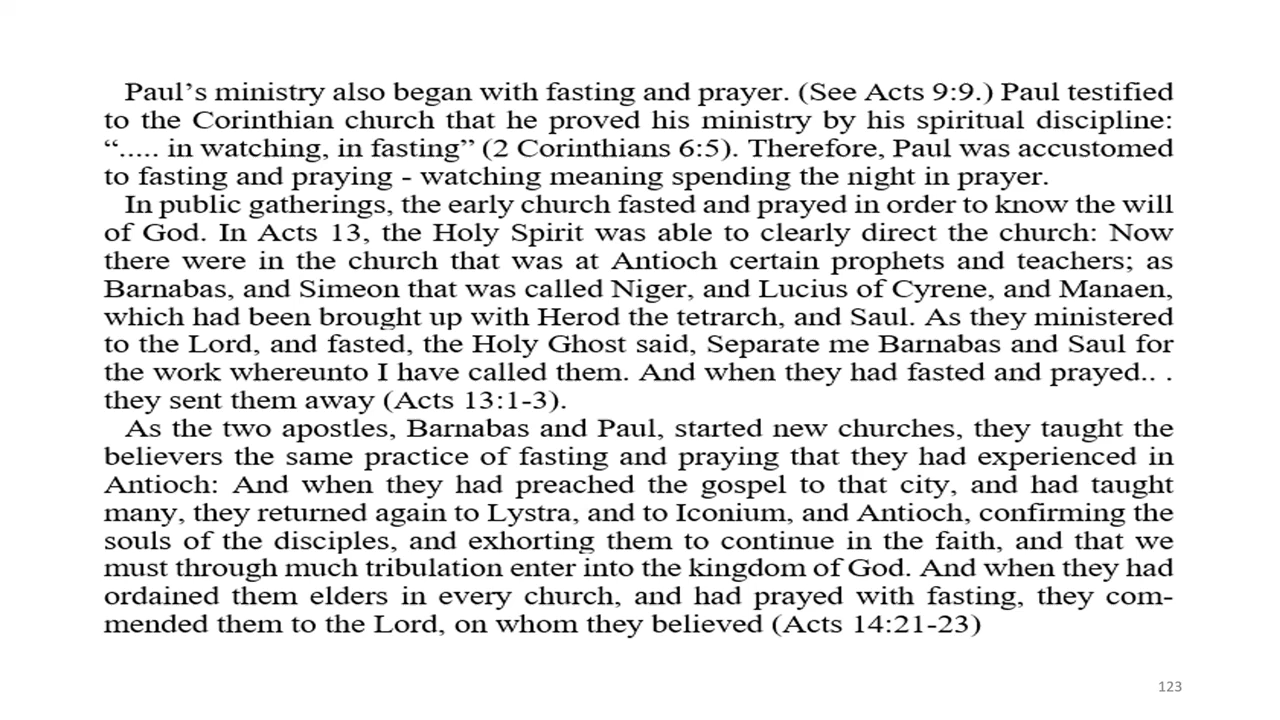 Paul’s ministry also began with fasting and prayer. (See Acts 9:9.) Paul testified
to the Corinthian church that he proved his ministry by his spiritual discipline:
“..... in watching, in fasting” (2 Corinthians 6:5). Therefore, Paul was accustomed
to fasting and praying - watching meaning spending the night in prayer.
In public gatherings, the early church fasted and prayed in order to know the will
of God. In Acts 13, the Holy Spirit was able to clearly direct the church: Now
there were in the church that was at Antioch certain prophets and teachers; as
Barnabas, and Simeon that was called Niger, and Lucius of Cyrene, and Manaen,
which had been brought up with Herod the tetrarch, and Saul. As they ministered
to the Lord, and fasted, the Holy Ghost said, Separate me Barnabas and Saul for
the work whereunto I have called them. And when they had fasted and prayed.. .
they sent them away (Acts 13:1-3).
As the two apostles, Barnabas and Paul, started new churches, they taught the
believers the same practice of fasting and praying that they had experienced in
Antioch: And when they had preached the gospel to that city, and had taught
many, they returned again to Lystra, and to Iconium, and Antioch, confirming the
souls of the disciples, and exhorting them to continue in the faith, and that we
must through much tribulation enter into the kingdom of God. And when they had
ordained them elders in every church, and had prayed with fasting, they com-
mended them to the Lord, on whom they believed (Acts 14:21-23)
123